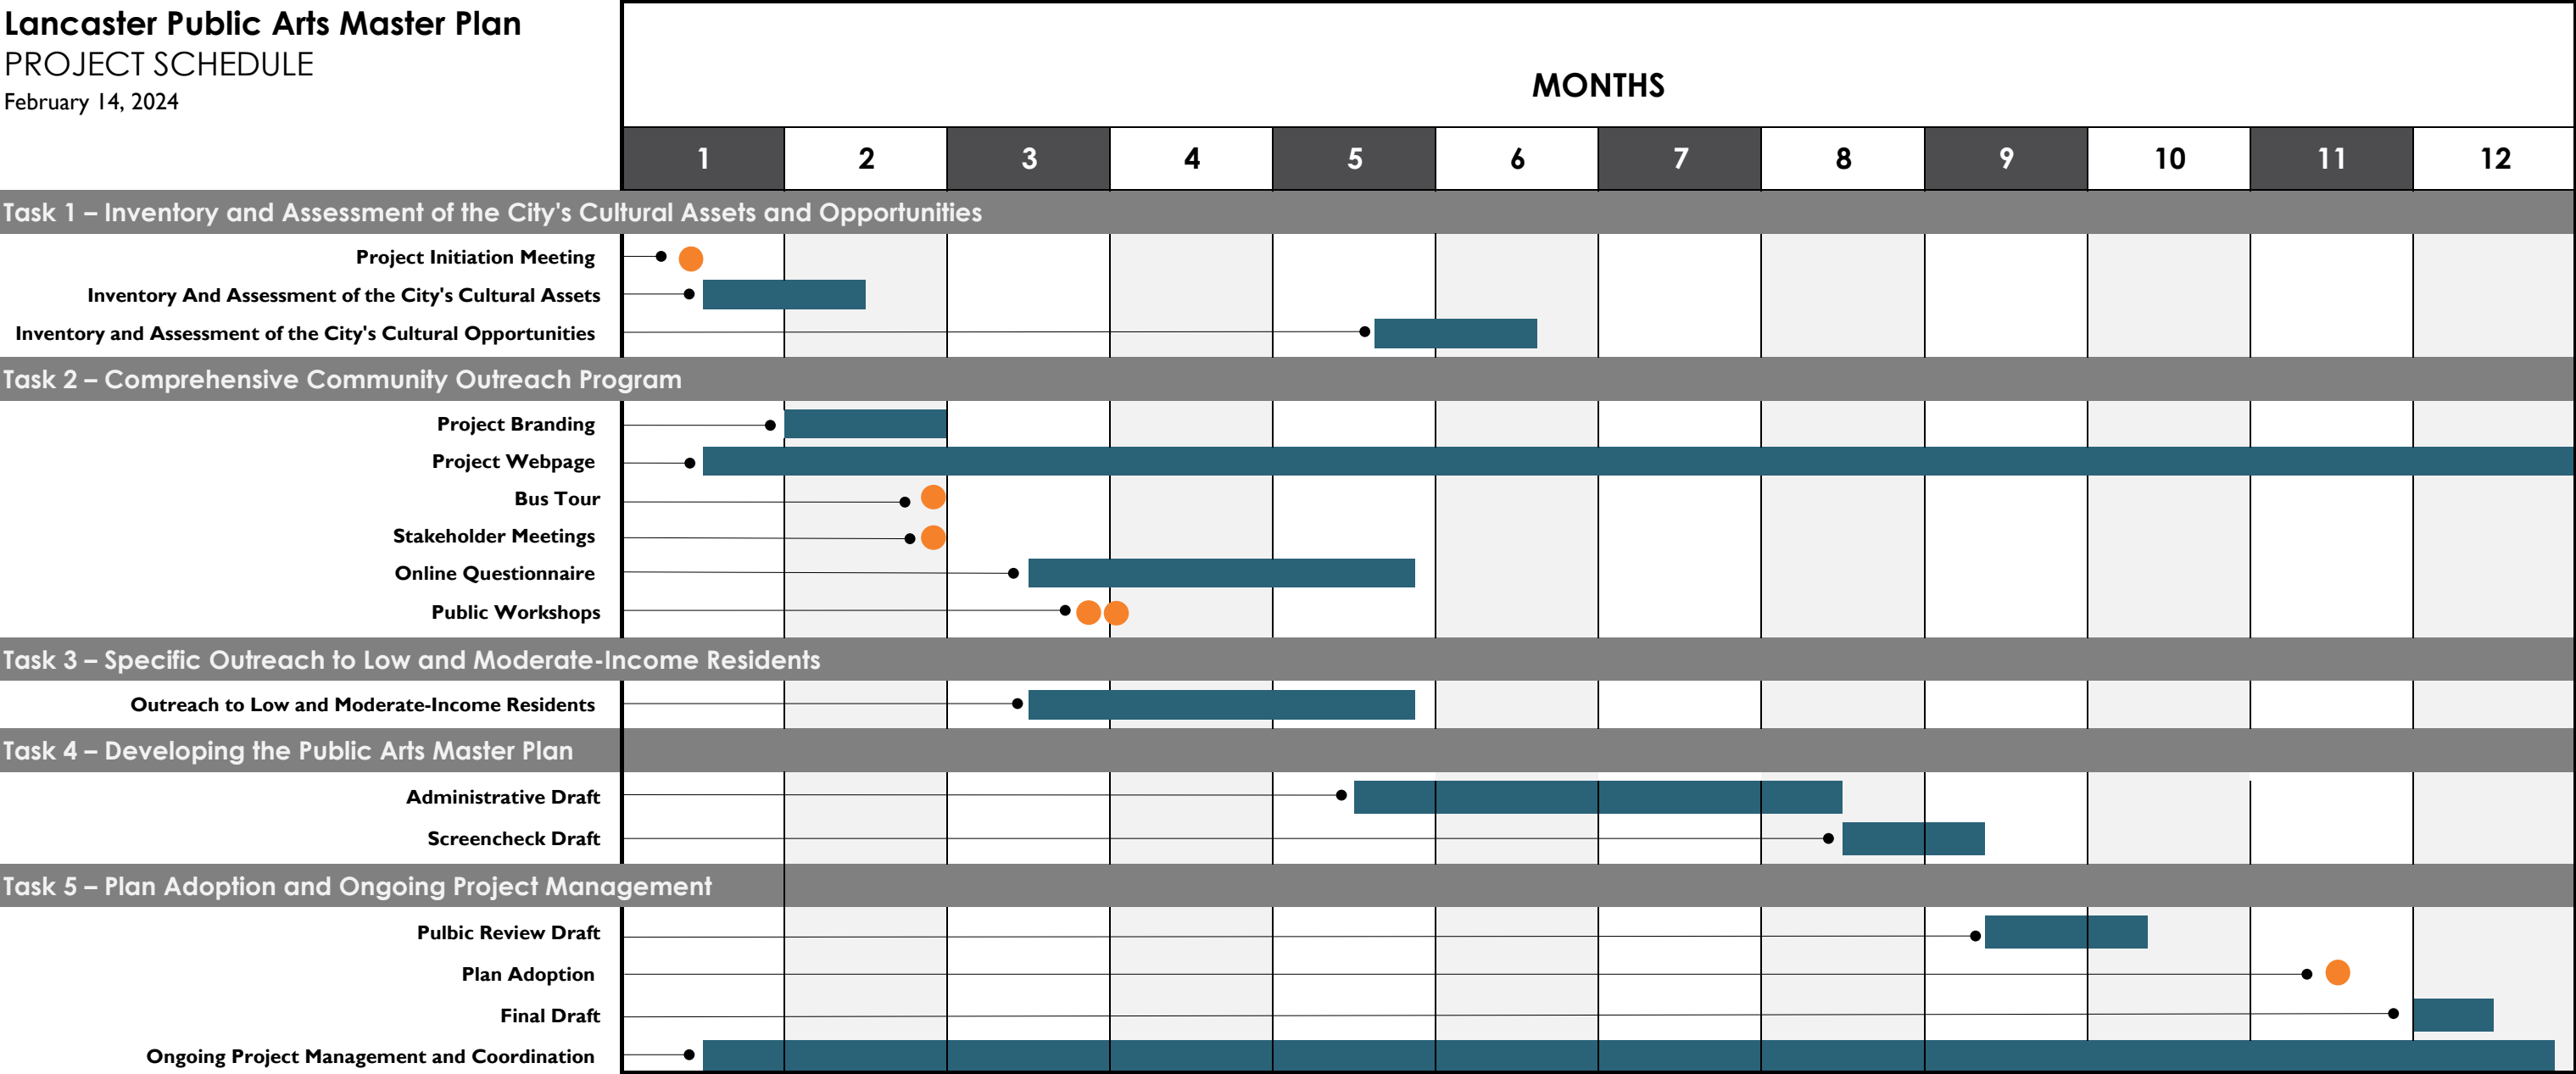 Lancaster Public Arts Master Plan
PROJECT SCHEDULE
February 14, 2024
MONTHS
1 2 3 4 5 6 7 8 9 10 11 12
Task 1 – Inventory and Assessment of the City's Cultural Assets and Opportunities
Project Initiation Meeting
Inventory And Assessment of the City's Cultural Assets
Inventory and Assessment of the City's Cultural Opportunities
Task 2 – Comprehensive Community Outreach Program
Project Branding
Project Webpage
Bus Tour
Stakeholder Meetings
Online Questionnaire
Public Workshops
Task 3 – Specific Outreach to Low and Moderate-Income Residents
Outreach to Low and Moderate-Income Residents
Task 4 – Developing the Public Arts Master Plan
Administrative Draft
Screencheck Draft
Task 5 – Plan Adoption and Ongoing Project Management
Pulbic Review Draft
Plan Adoption
Final Draft
Ongoing Project Management and Coordination